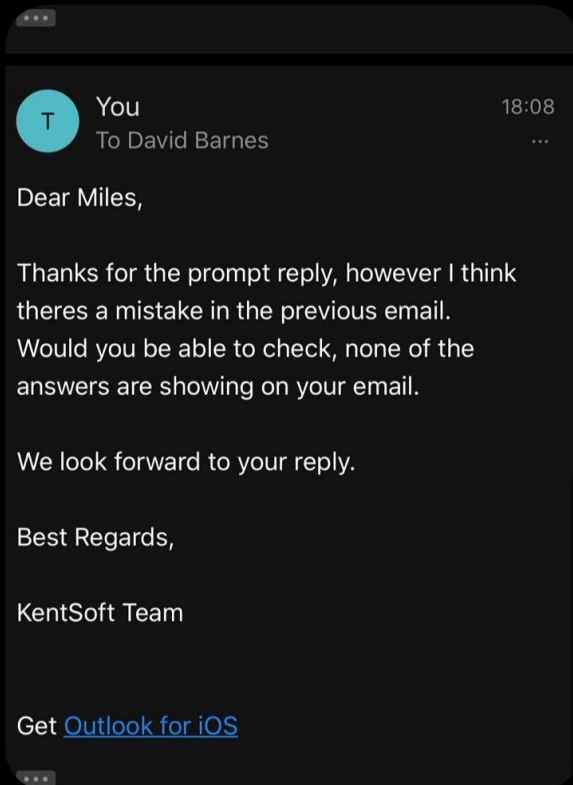 T
You
18:08
To David Barnes
...
Dear Miles,
Thanks for the prompt reply, however I think
theres a mistake in the previous email.
Would you be able to check, none of the
answers are showing on your email.
We look forward to your reply.
Best Regards,
KentSoft Team
Get Outlook for iOS